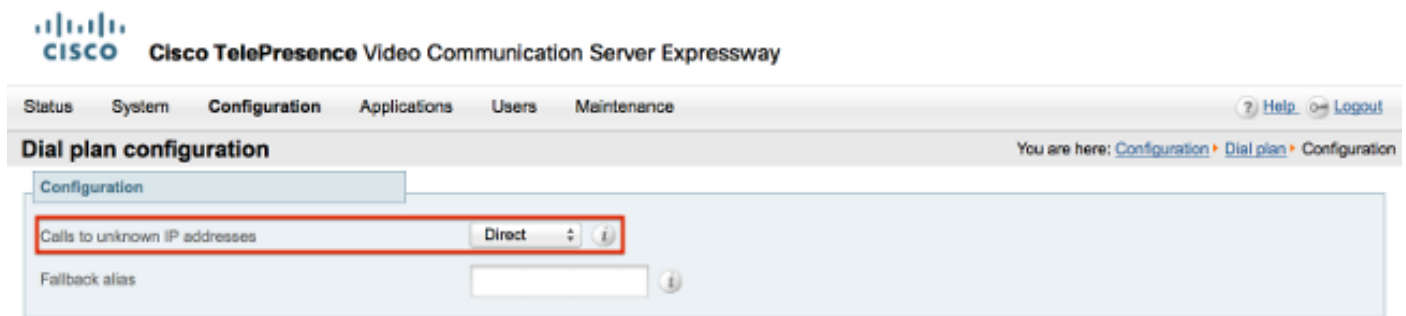 CISCO Cisco TelePresence Video Communication Server Expressway
Status System Configuration Applications Users Maintenance ? Help Logout
Dial plan configuration You are here: Configuration Dial plan Configuration
Configuration
Calls to unknown IP addresses Direct i
Fallback alias i